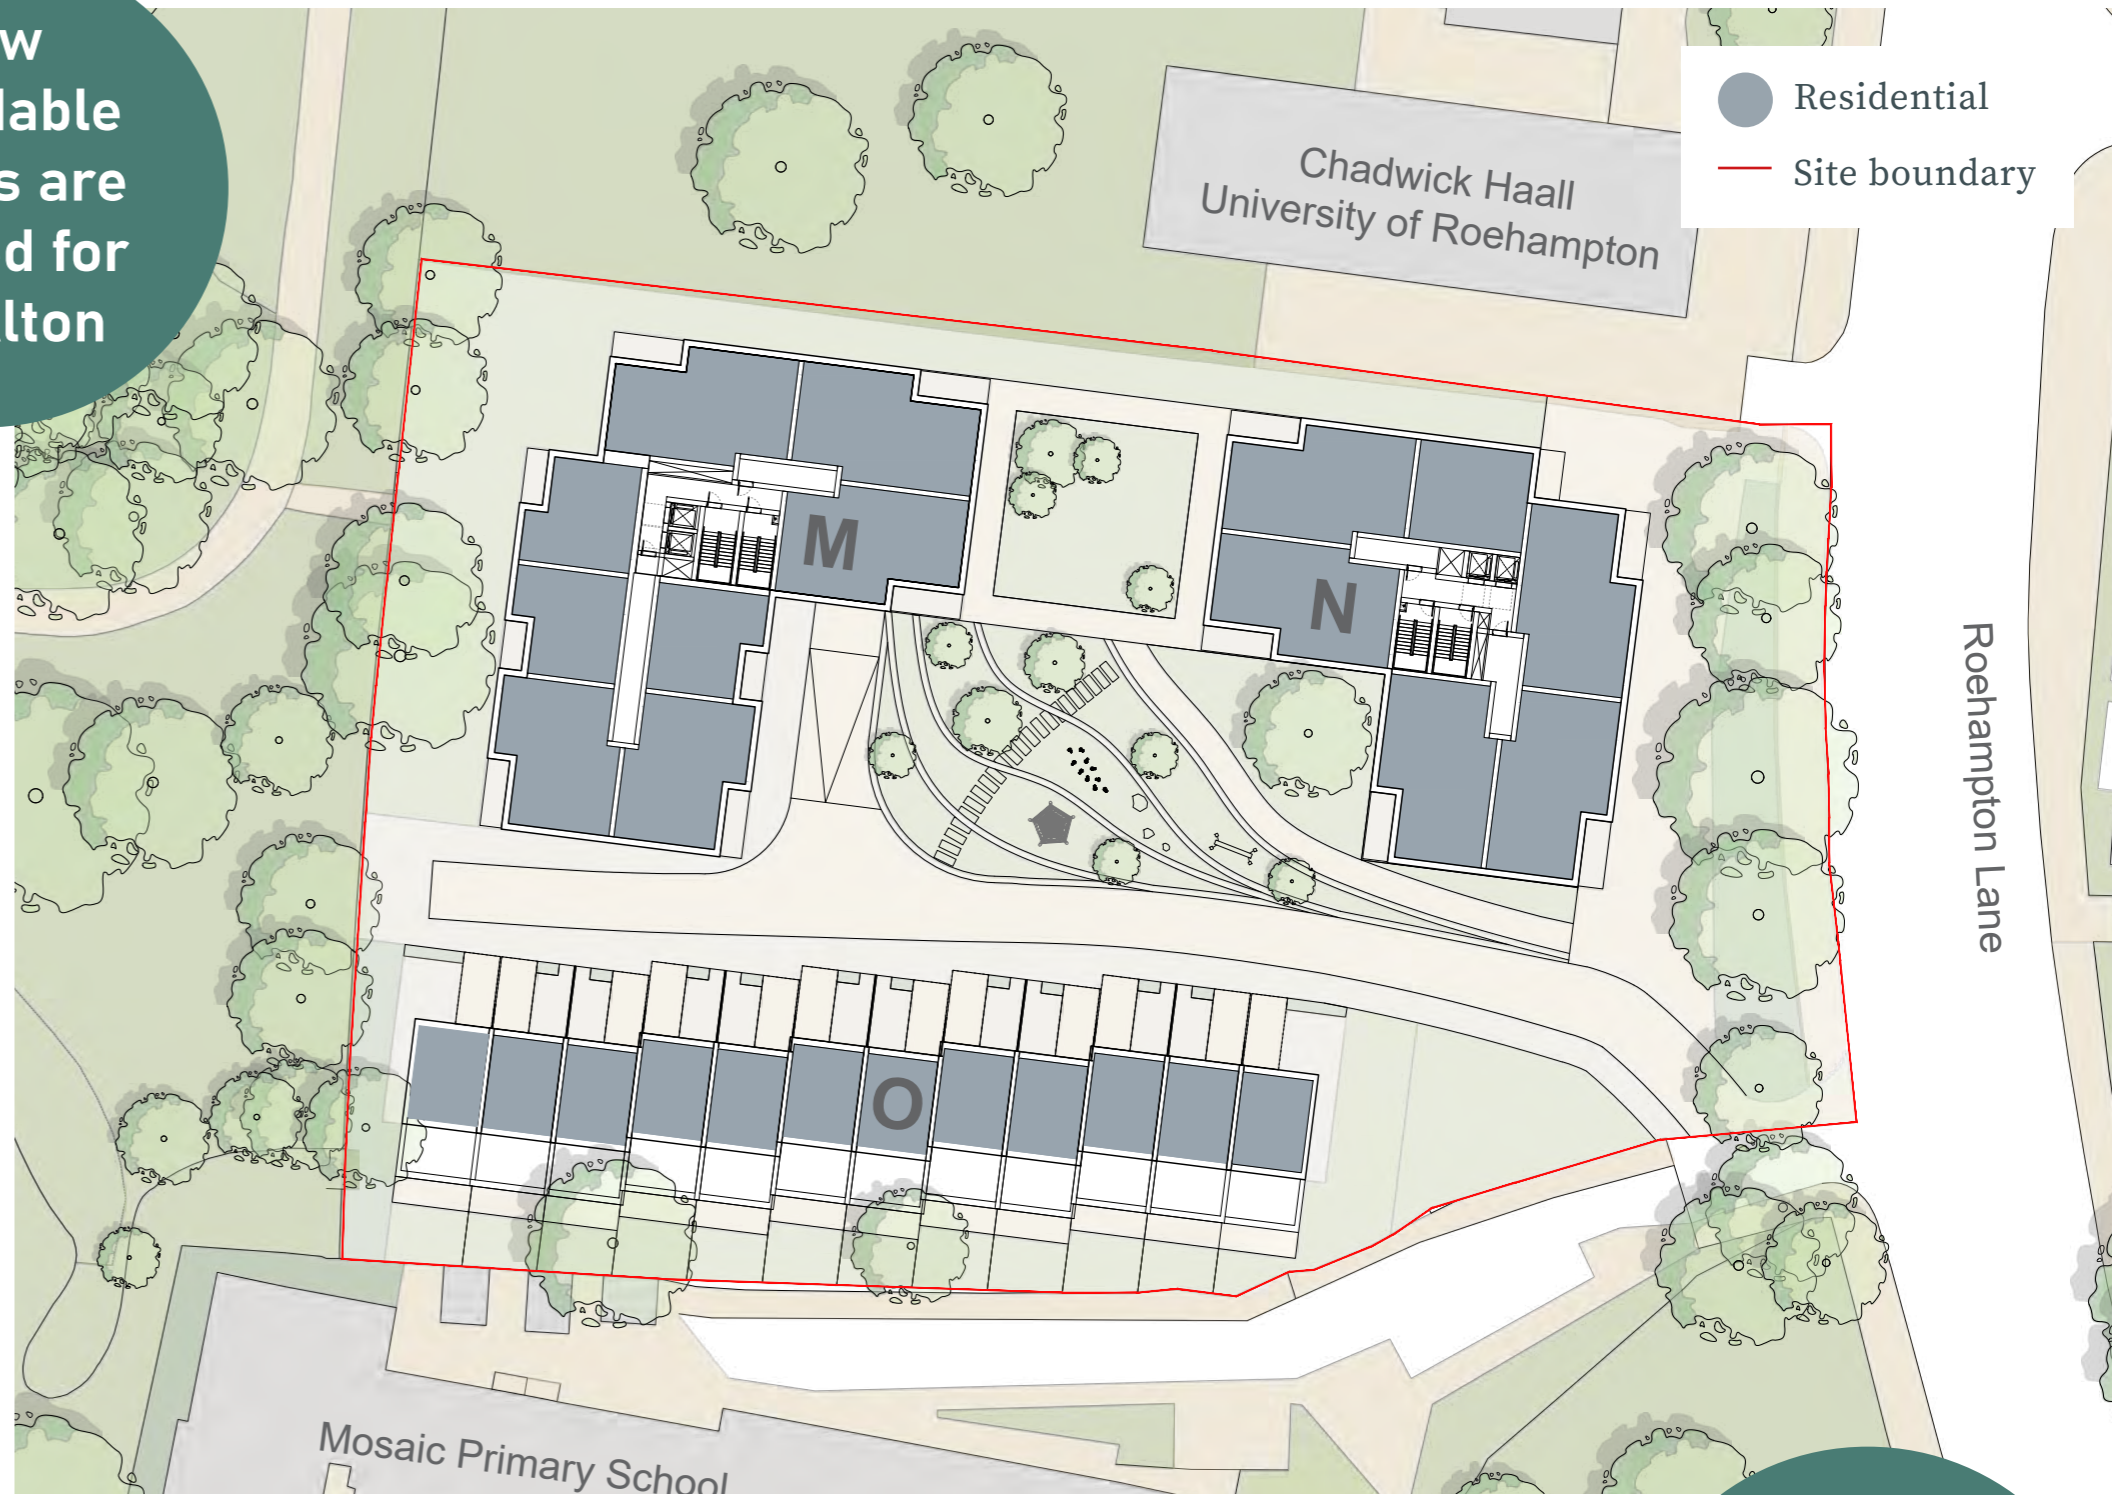 w
lable
s are
d for
lton
Residential
Site boundary
Chadwick Haall
University of Roehampton
M
N
O
Roehampton Lane
Mosaic Primary School